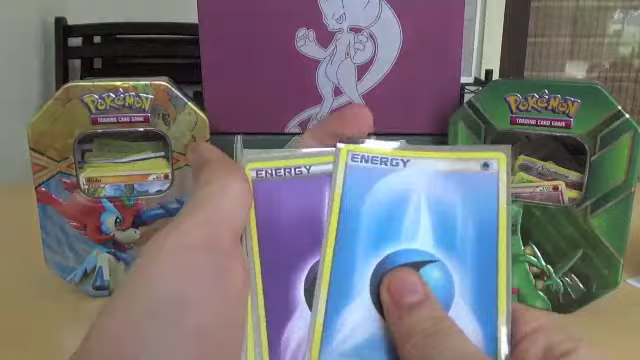 POKéMON
TRADING CARD GAME
POKéMON
TRADING CARD GAME
ENERGY
ENERGY